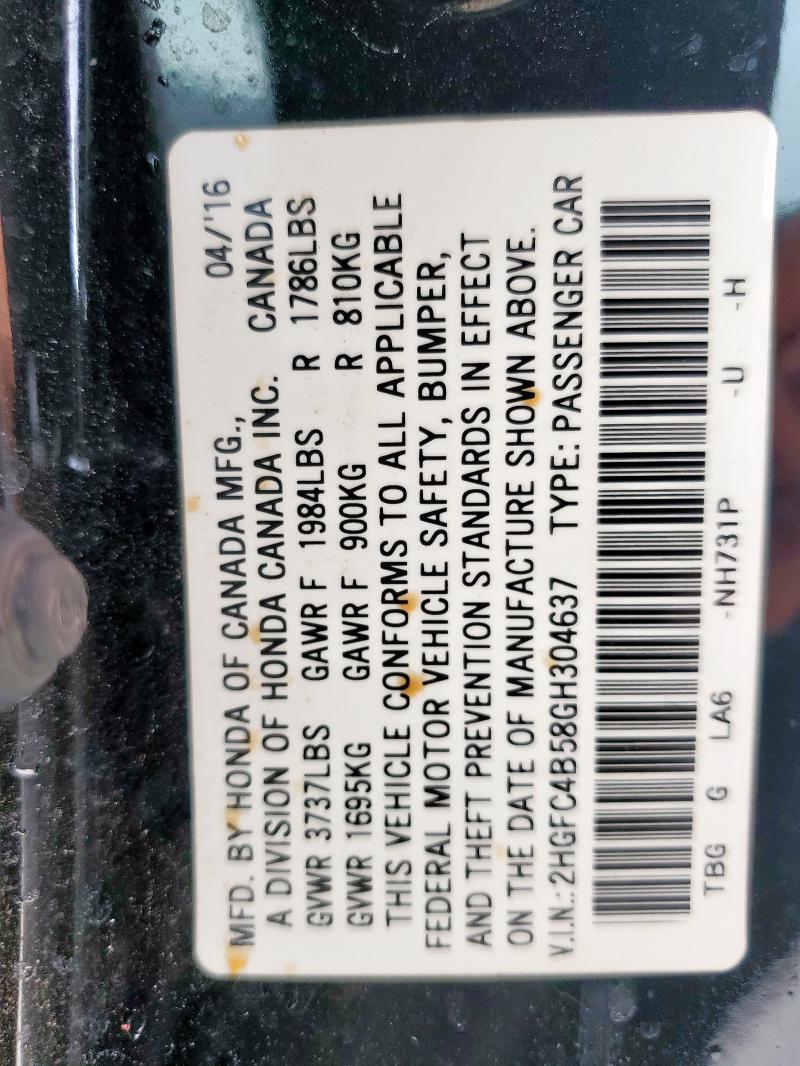 MFD. BY HONDA OF CANADA MFG., 04/'16
A DIVISION OF HONDA CANADA INC. CANADA
GVWR 3737LBS GAWR F 1984LBS R 1786LBS
GVWR 1695KG GAWR F 900KG R 810KG
THIS VEHICLE CONFORMS TO ALL APPLICABLE
FEDERAL MOTOR VEHICLE SAFETY, BUMPER,
AND THEFT PREVENTION STANDARDS IN EFFECT
ON THE DATE OF MANUFACTURE SHOWN ABOVE.
V.I.N.: 2HGFC4B58GH304637 TYPE: PASSENGER CAR
TBG G LA6 -NH731P -U -H